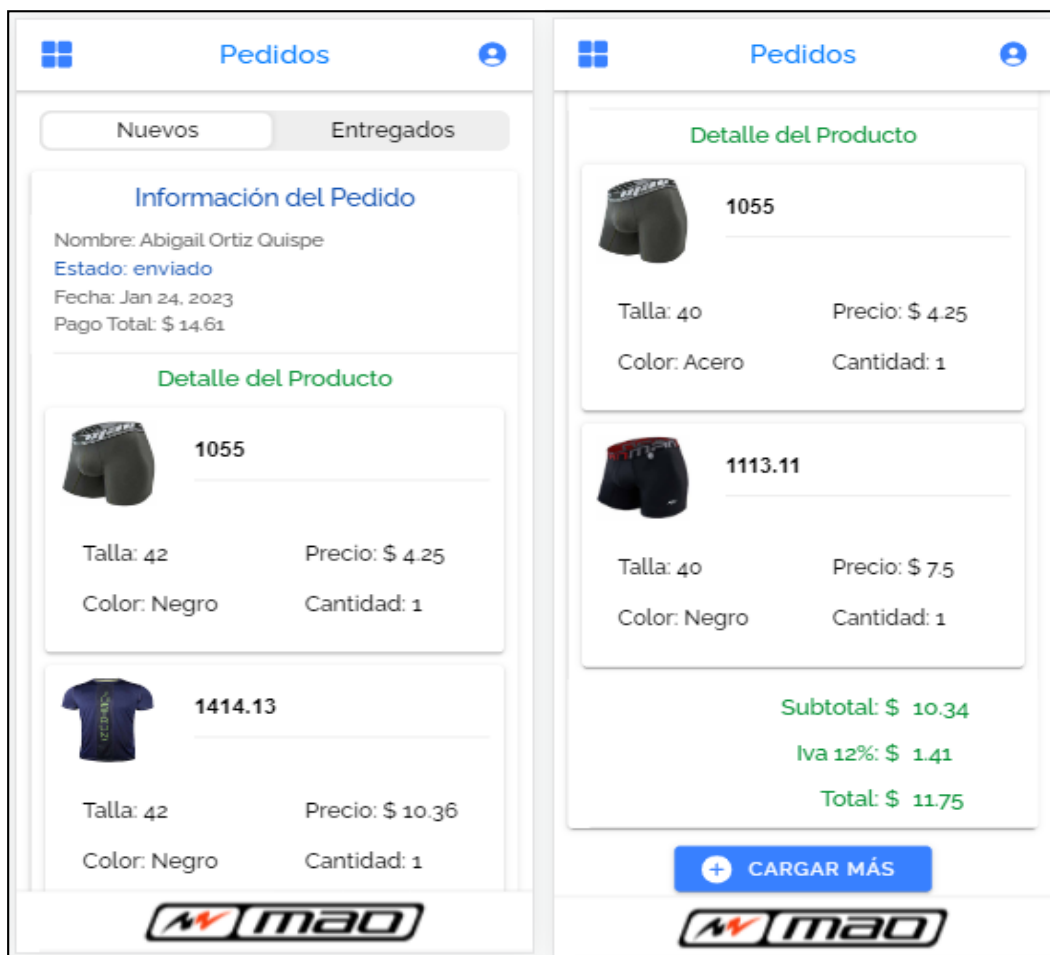 Pedidos
Nuevos Entregados
Información del Pedido
Nombre: Abigail Ortiz Quispe
Estado: enviado
Fecha: Jan 24, 2023
Pago Total: $ 14.61
Detalle del Producto
1055
Talla: 42 Precio: $ 4.25
Color: Negro Cantidad: 1
1414.13
Talla: 42 Precio: $ 10.36
Color: Negro Cantidad: 1
mao
Pedidos
Detalle del Producto
1055
Talla: 40 Precio: $ 4.25
Color: Acero Cantidad: 1
1113.11
Talla: 40 Precio: $ 7.5
Color: Negro Cantidad: 1
Subtotal: $ 10.34
Iva 12%: $ 1.41
Total: $ 11.75
CARGAR MÁS
mao